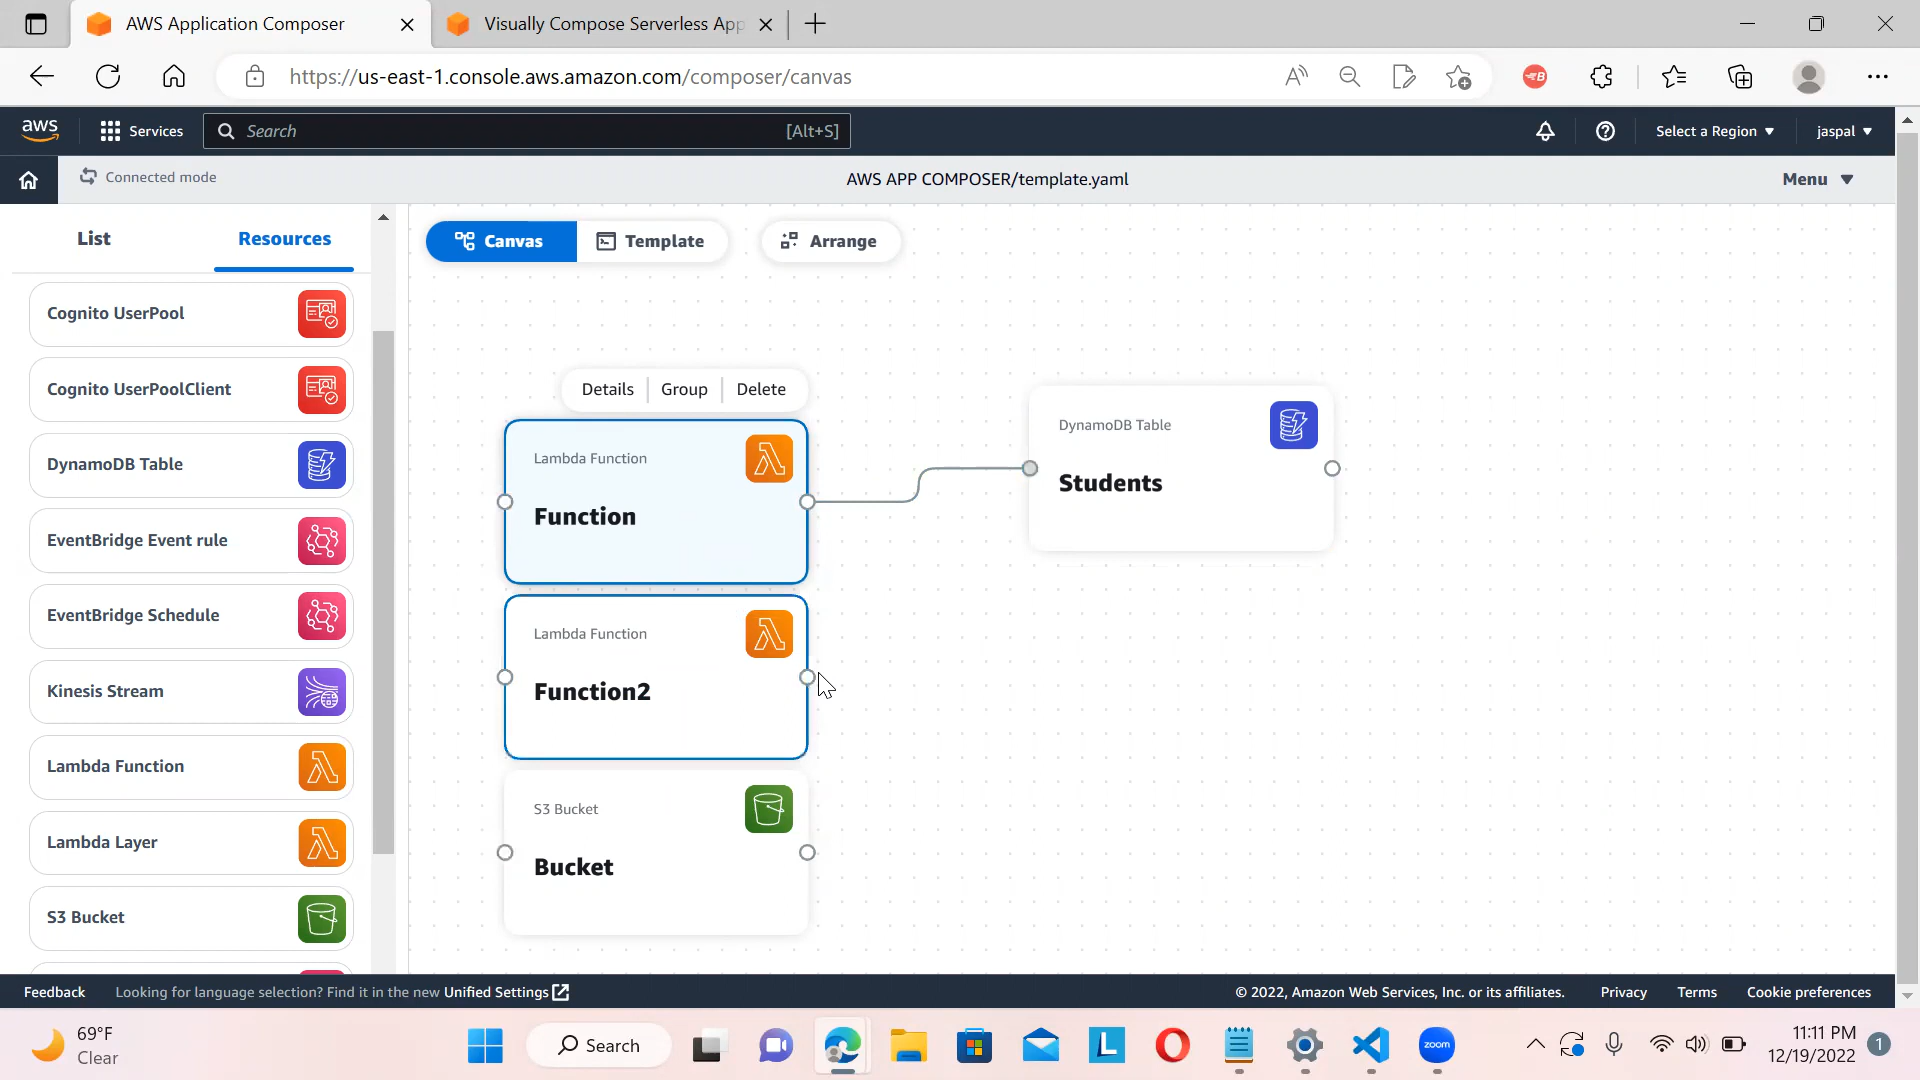 AWS Application Composer
Visually Compose Serverless App
https://us-east-1.console.aws.amazon.com/composer/canvas
aws
Services
Search
[Alt+S]
Select a Region
jaspal
Connected mode
AWS APP COMPOSER/template.yaml
Menu
List
Resources
Canvas
Template
Arrange
Cognito UserPool
Cognito UserPoolClient
DynamoDB Table
EventBridge Event rule
EventBridge Schedule
Kinesis Stream
Lambda Function
Lambda Layer
S3 Bucket
Details
Group
Delete
Lambda Function
Function
Lambda Function
Function2
S3 Bucket
Bucket
DynamoDB Table
Students
Feedback
Looking for language selection? Find it in the new Unified Settings
© 2022, Amazon Web Services, Inc. or its affiliates.
Privacy
Terms
Cookie preferences
69°F
Clear
Search
L
zoom
11:11 PM
12/19/2022
1